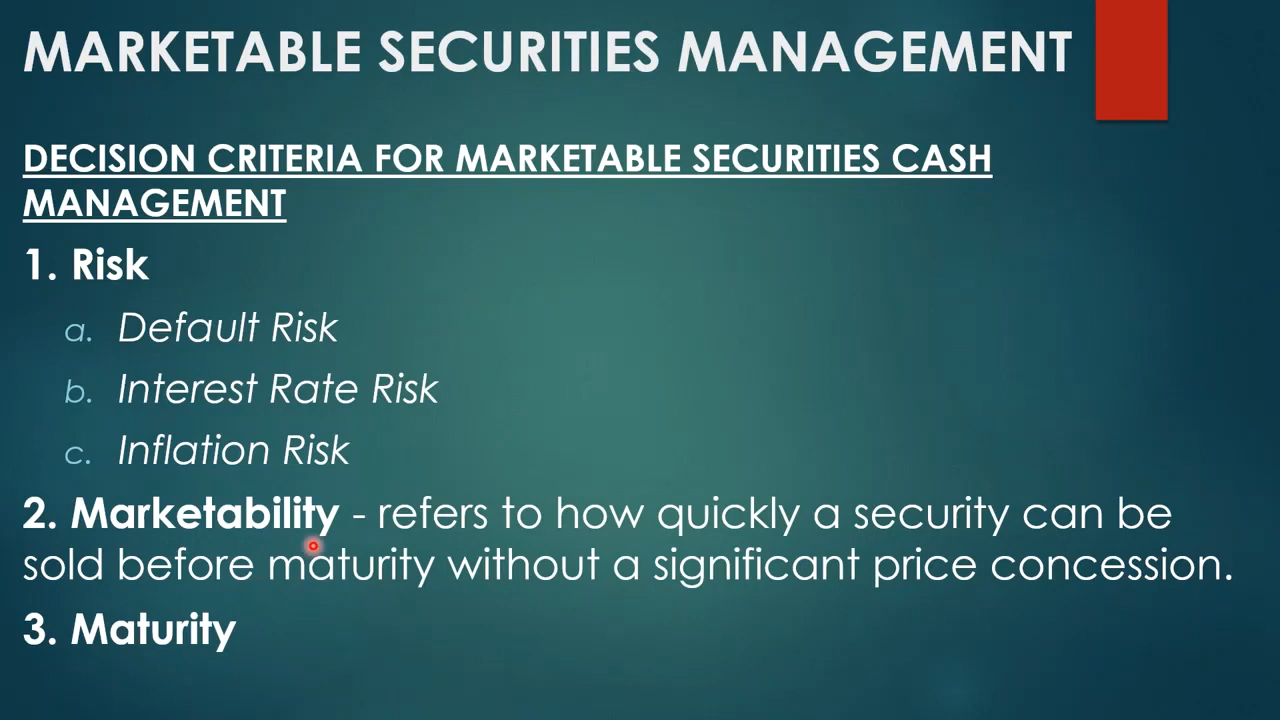 MARKETABLE SECURITIES MANAGEMENT
DECISION CRITERIA FOR MARKETABLE SECURITIES CASH
MANAGEMENT
1. Risk
a. Default Risk
b. Interest Rate Risk
c. Inflation Risk
2. Marketability - refers to how quickly a security can be
sold before maturity without a significant price concession.
3. Maturity